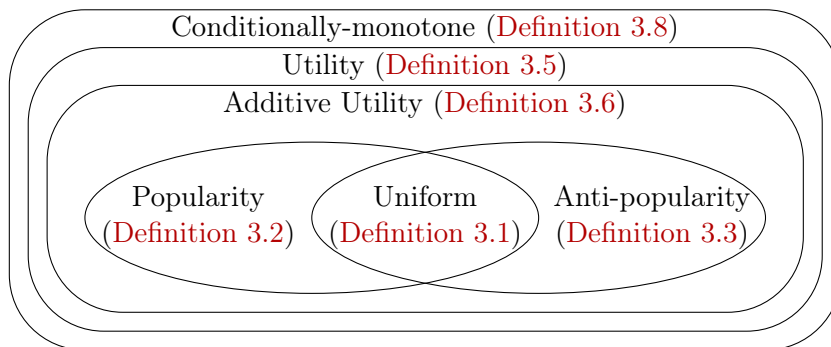 Conditionally-monotone (Definition 3.8)
Utility (Definition 3.5)
Additive Utility (Definition 3.6)
Popularity
(Definition 3.2)
Uniform
(Definition 3.1)
Anti-popularity
(Definition 3.3)